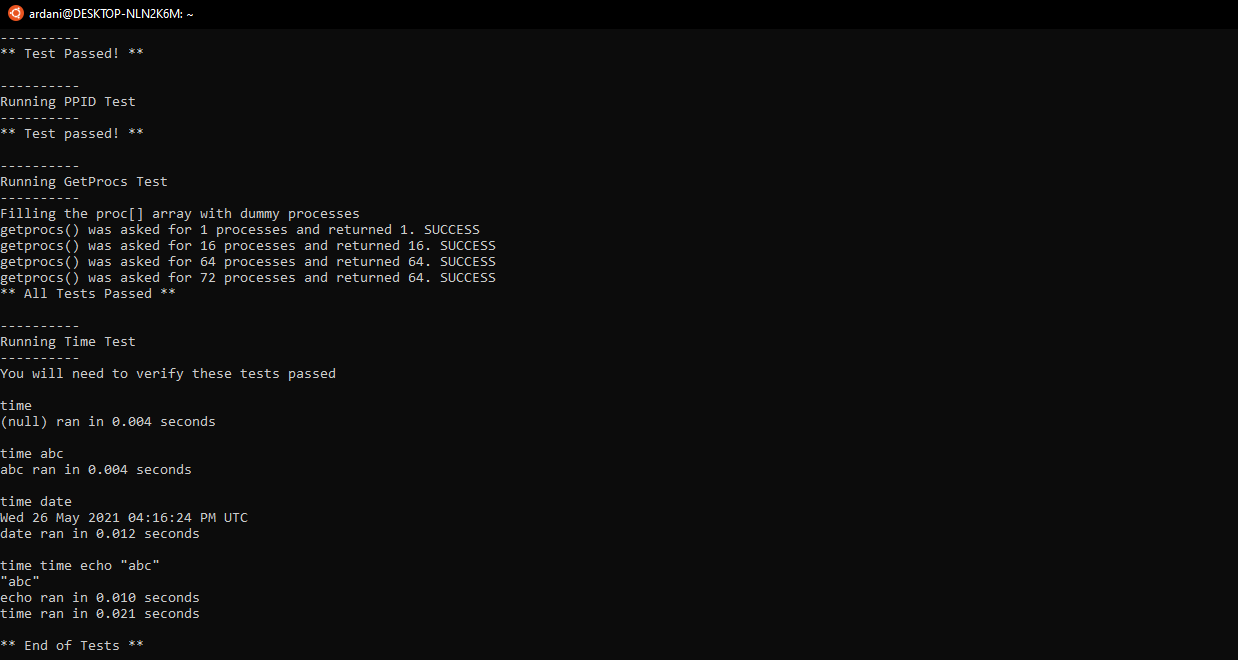 ardani@DESKTOP-NLN2K6M: ~
----------
** Test Passed! **
----------
Running PPID Test
----------
** Test passed! **
----------
Running GetProcs Test
----------
Filling the proc[] array with dummy processes
getprocs() was asked for 1 processes and returned 1. SUCCESS
getprocs() was asked for 16 processes and returned 16. SUCCESS
getprocs() was asked for 64 processes and returned 64. SUCCESS
getprocs() was asked for 72 processes and returned 64. SUCCESS
** All Tests Passed **
----------
Running Time Test
----------
You will need to verify these tests passed
time
(null) ran in 0.004 seconds
time abc
abc ran in 0.004 seconds
time date
Wed 26 May 2021 04:16:24 PM UTC
date ran in 0.012 seconds
time time echo "abc"
"abc"
echo ran in 0.010 seconds
time ran in 0.021 seconds
** End of Tests **